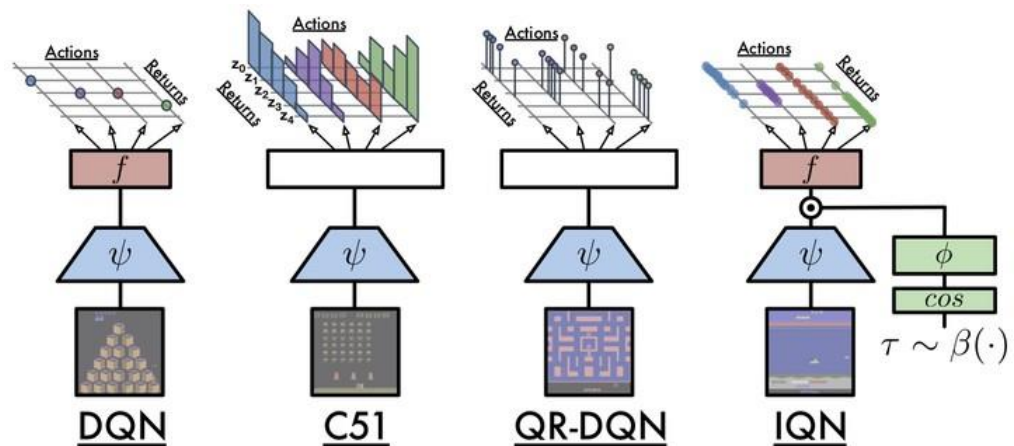 Actions
Returns
f
ψ
DQN
Actions
z₀
z₁
z₂
z₃
z₄
Returns
ψ
C51
Actions
Returns
ψ
QR-DQN
Actions
Returns
f
ψ
ϕ
cos
τ ~ β(·)
IQN